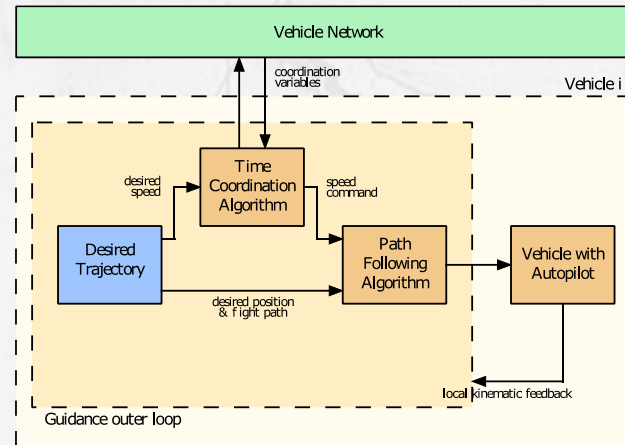 Vehicle Network
coordination
variables
Vehicle i
Time
Coordination
Algorithm
desired
speed
speed
command
Desired
Trajectory
Path
Following
Algorithm
Vehicle with
Autopilot
desired position
& f ight path
local kinematic feedback
Guidance outer loop